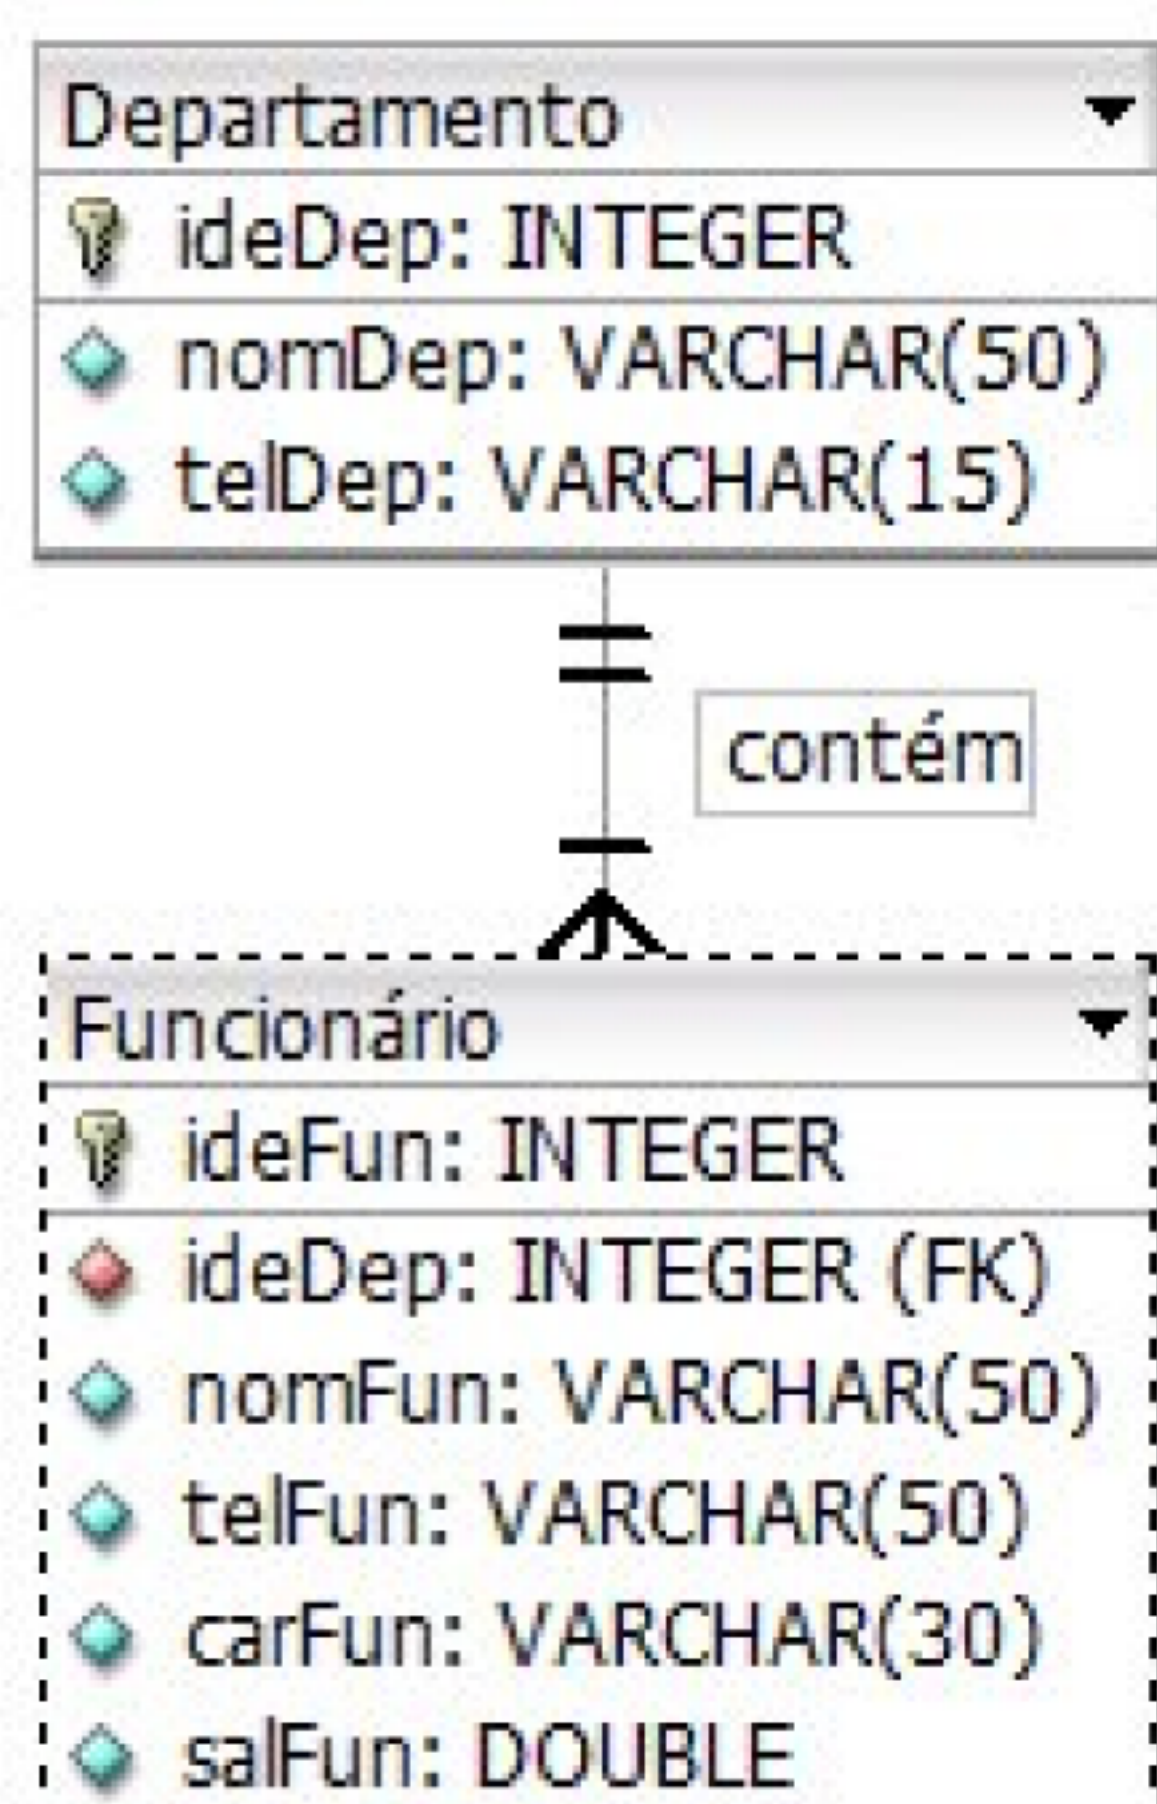 Departamento
ideDep: INTEGER
nomDep: VARCHAR(50)
telDep: VARCHAR(15)
contém
Funcionário
ideFun: INTEGER
ideDep: INTEGER (FK)
nomFun: VARCHAR(50)
telFun: VARCHAR(50)
carFun: VARCHAR(30)
salFun: DOUBLE